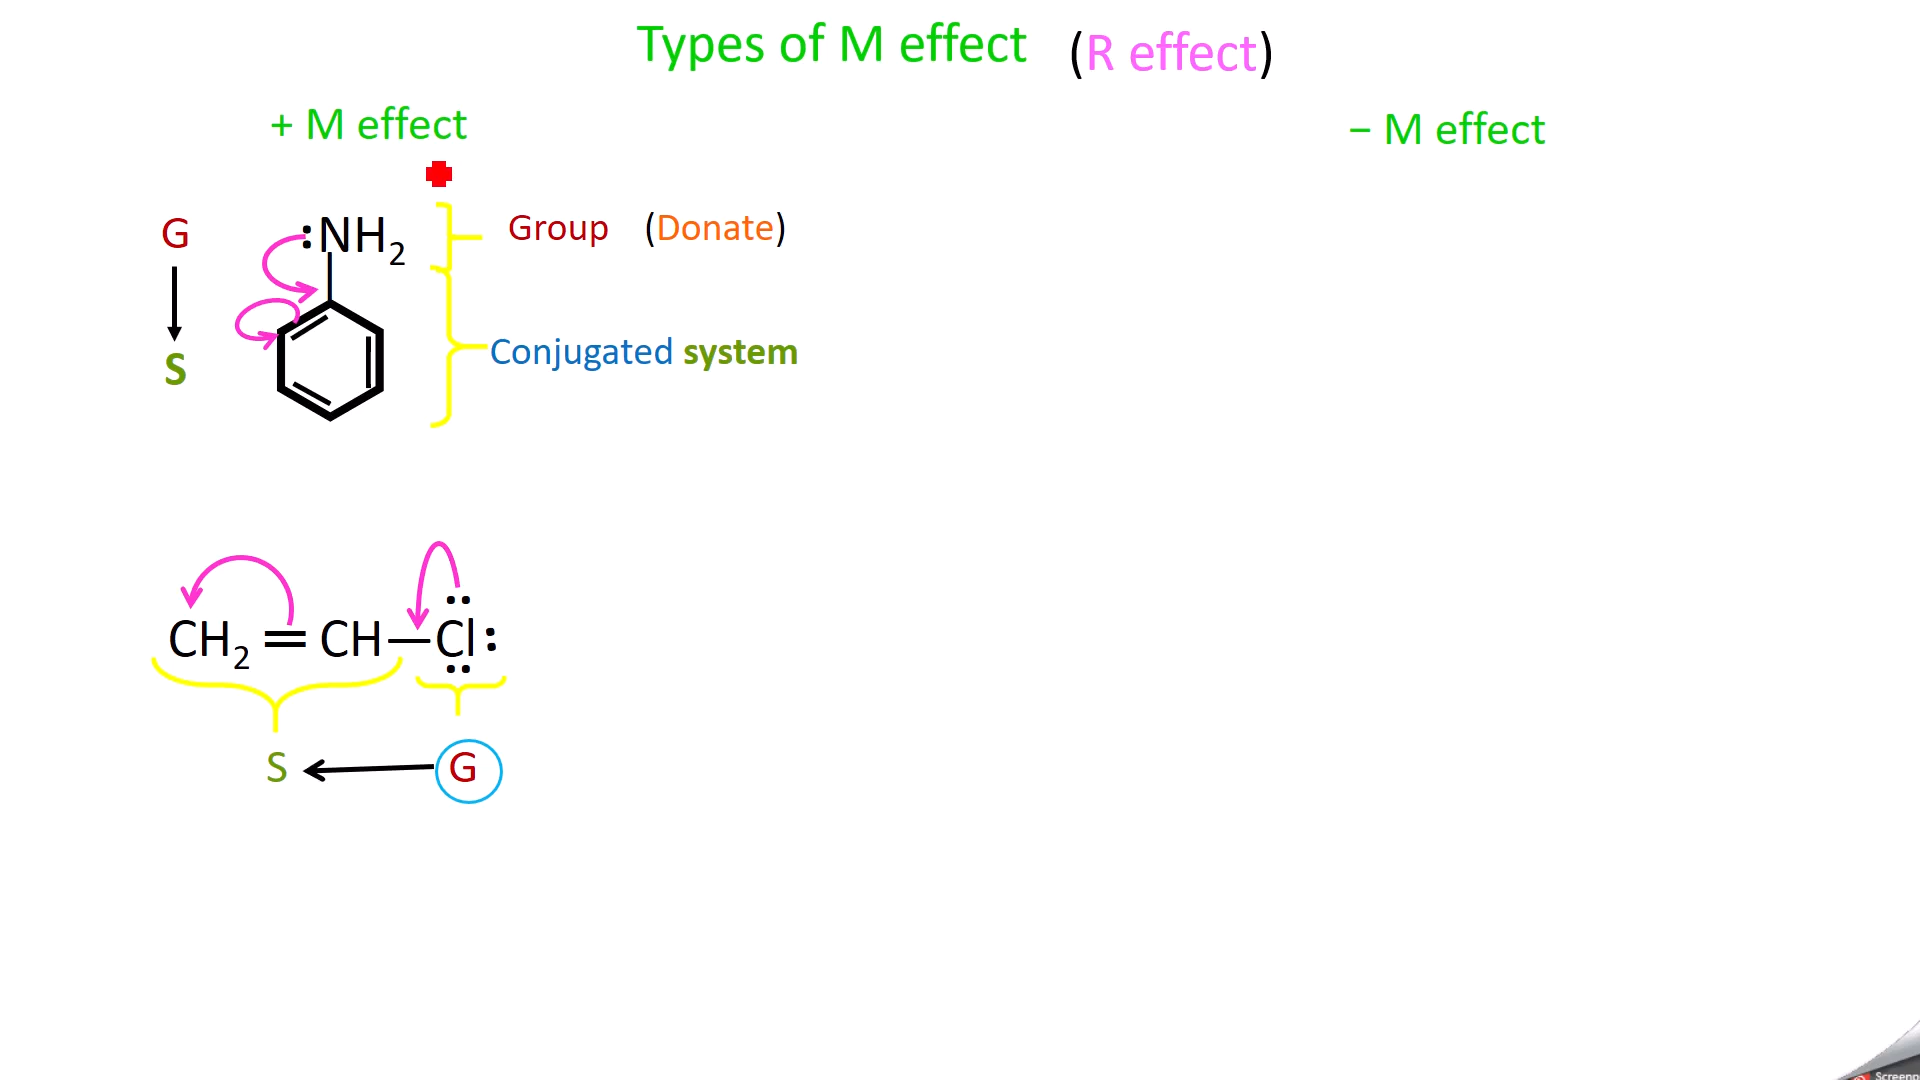 Types of M effect (R effect)
+ M effect
− M effect
G
:NH₂
Group (Donate)
S
Conjugated system
CH₂ = CH — Cl:
S
G